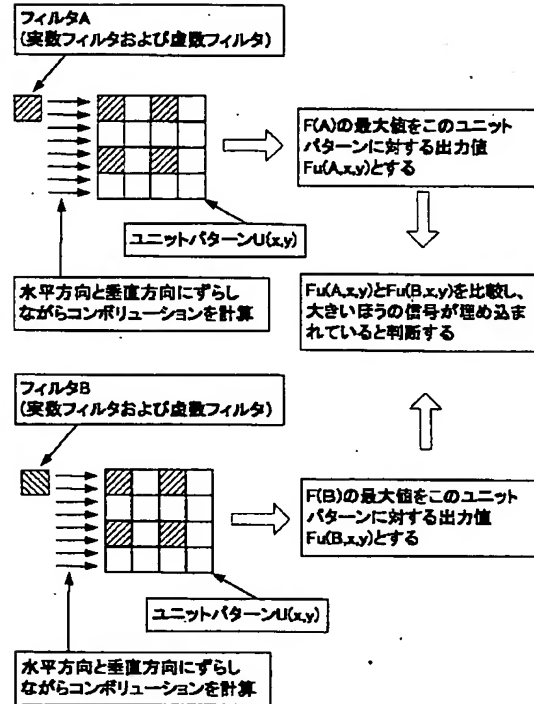 フィルタA
(実数フィルタおよび虚数フィルタ)
F(A)の最大値をこのユニット
パターンに対する出力値
Fu(A,x,y)とする
ユニットパターンU(x,y)
水平方向と垂直方向にずらし
ながらコンボリューションを計算
Fu(A,x,y)とFu(B,x,y)を比較し、
大きいほうの信号が埋め込ま
れていると判断する
フィルタB
(実数フィルタおよび虚数フィルタ)
F(B)の最大値をこのユニット
パターンに対する出力値
Fu(B,x,y)とする
ユニットパターンU(x,y)
水平方向と垂直方向にずらし
ながらコンボリューションを計算